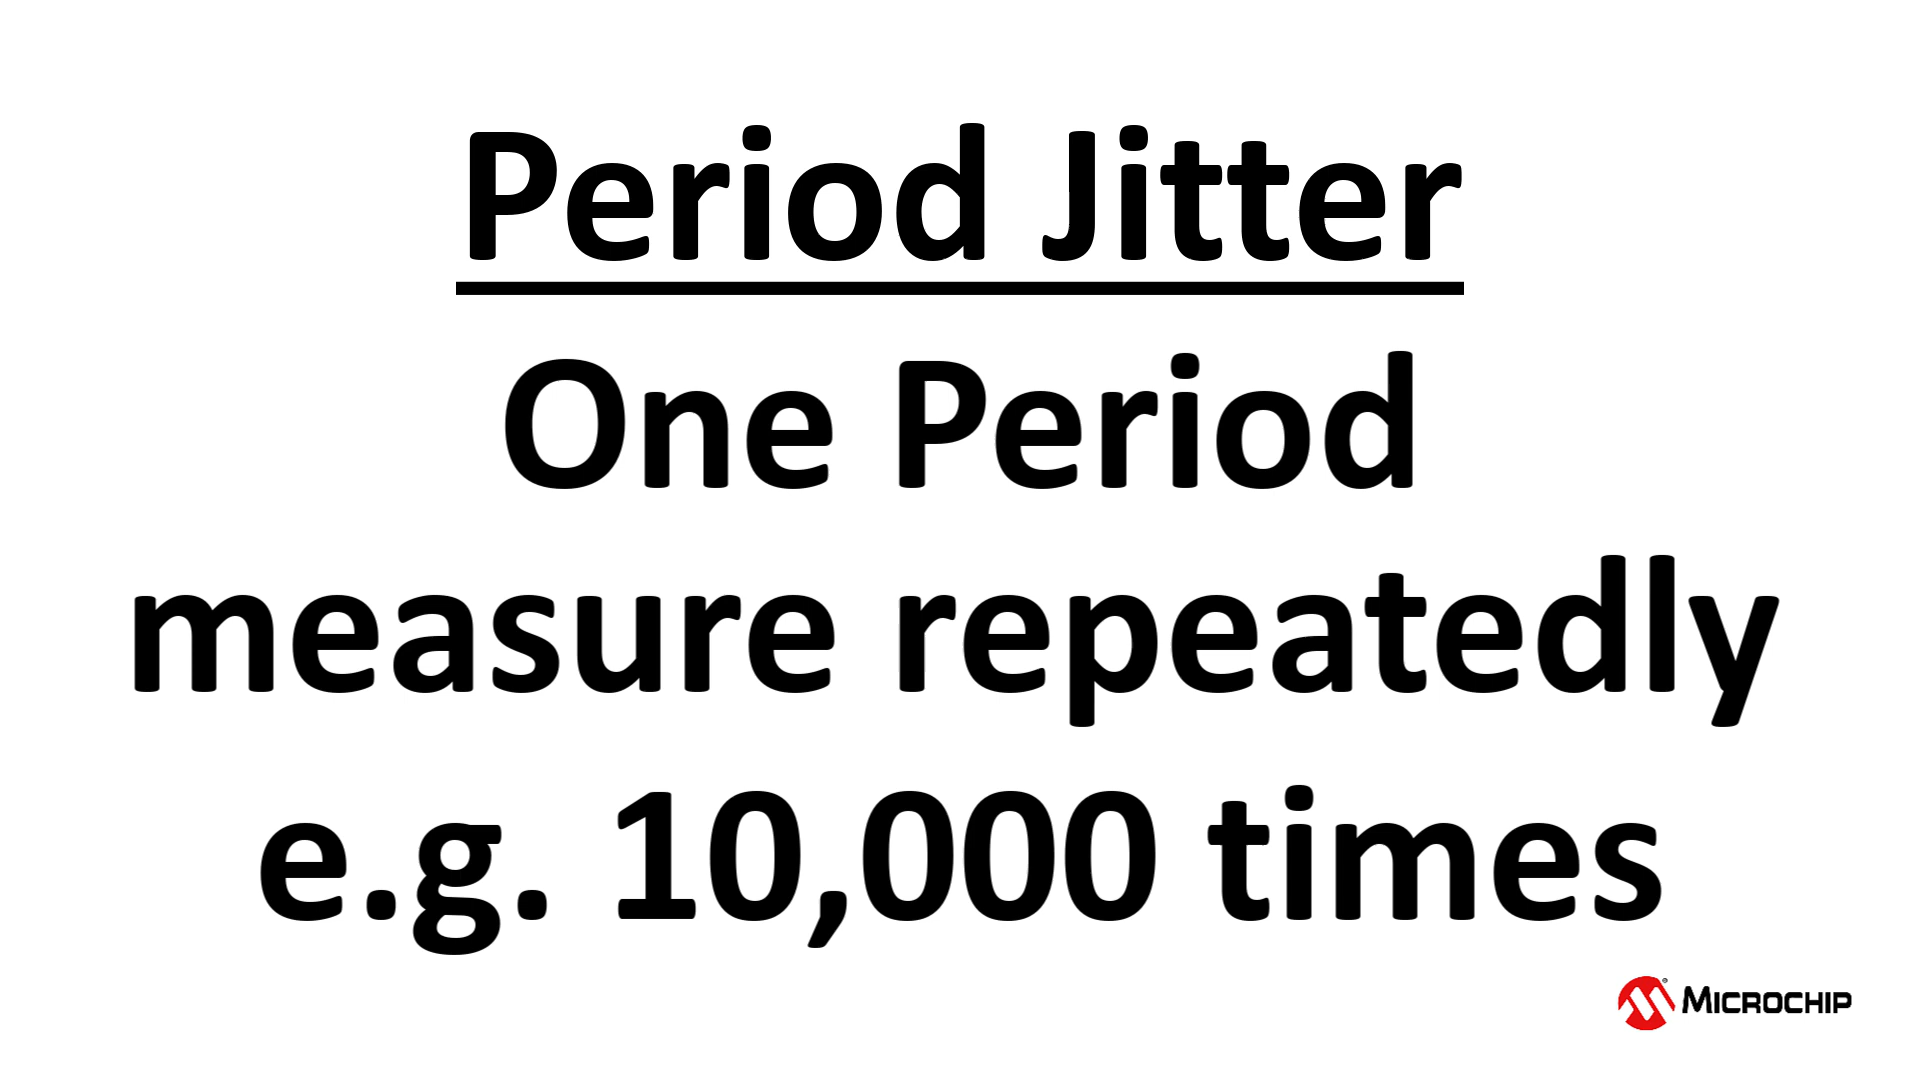 Period Jitter
One Period
measure repeatedly
e.g. 10,000 times
MICROCHIP